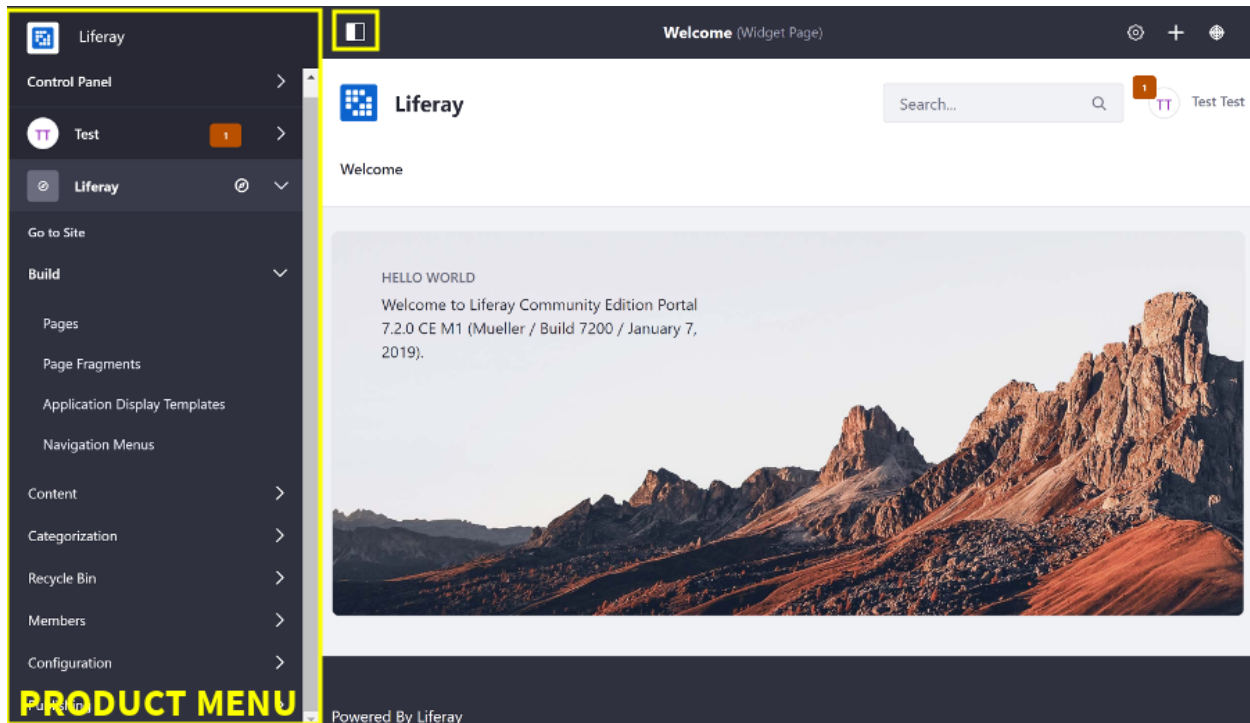 Liferay
Control Panel
TT Test 1
Liferay
Go to Site
Build
Pages
Page Fragments
Application Display Templates
Navigation Menus
Content
Categorization
Recycle Bin
Members
Configuration
PRODUCT MENU
Welcome (Widget Page)
Liferay
Search...
1
TT Test Test
Welcome
HELLO WORLD
Welcome to Liferay Community Edition Portal
7.2.0 CE M1 (Mueller / Build 7200 / January 7,
2019).
Powered By Liferay